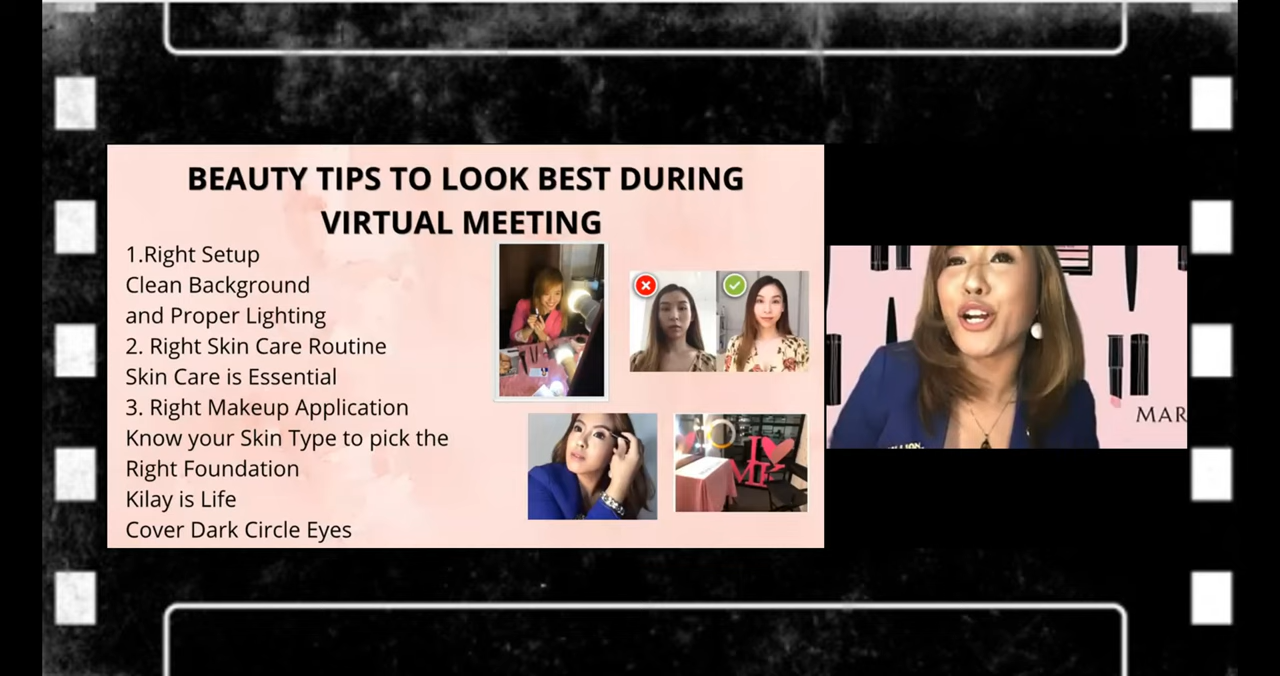 BEAUTY TIPS TO LOOK BEST DURING
VIRTUAL MEETING
1.Right Setup
Clean Background
and Proper Lighting
2. Right Skin Care Routine
Skin Care is Essential
3. Right Makeup Application
Know your Skin Type to pick the
Right Foundation
Kilay is Life
Cover Dark Circle Eyes
MAR